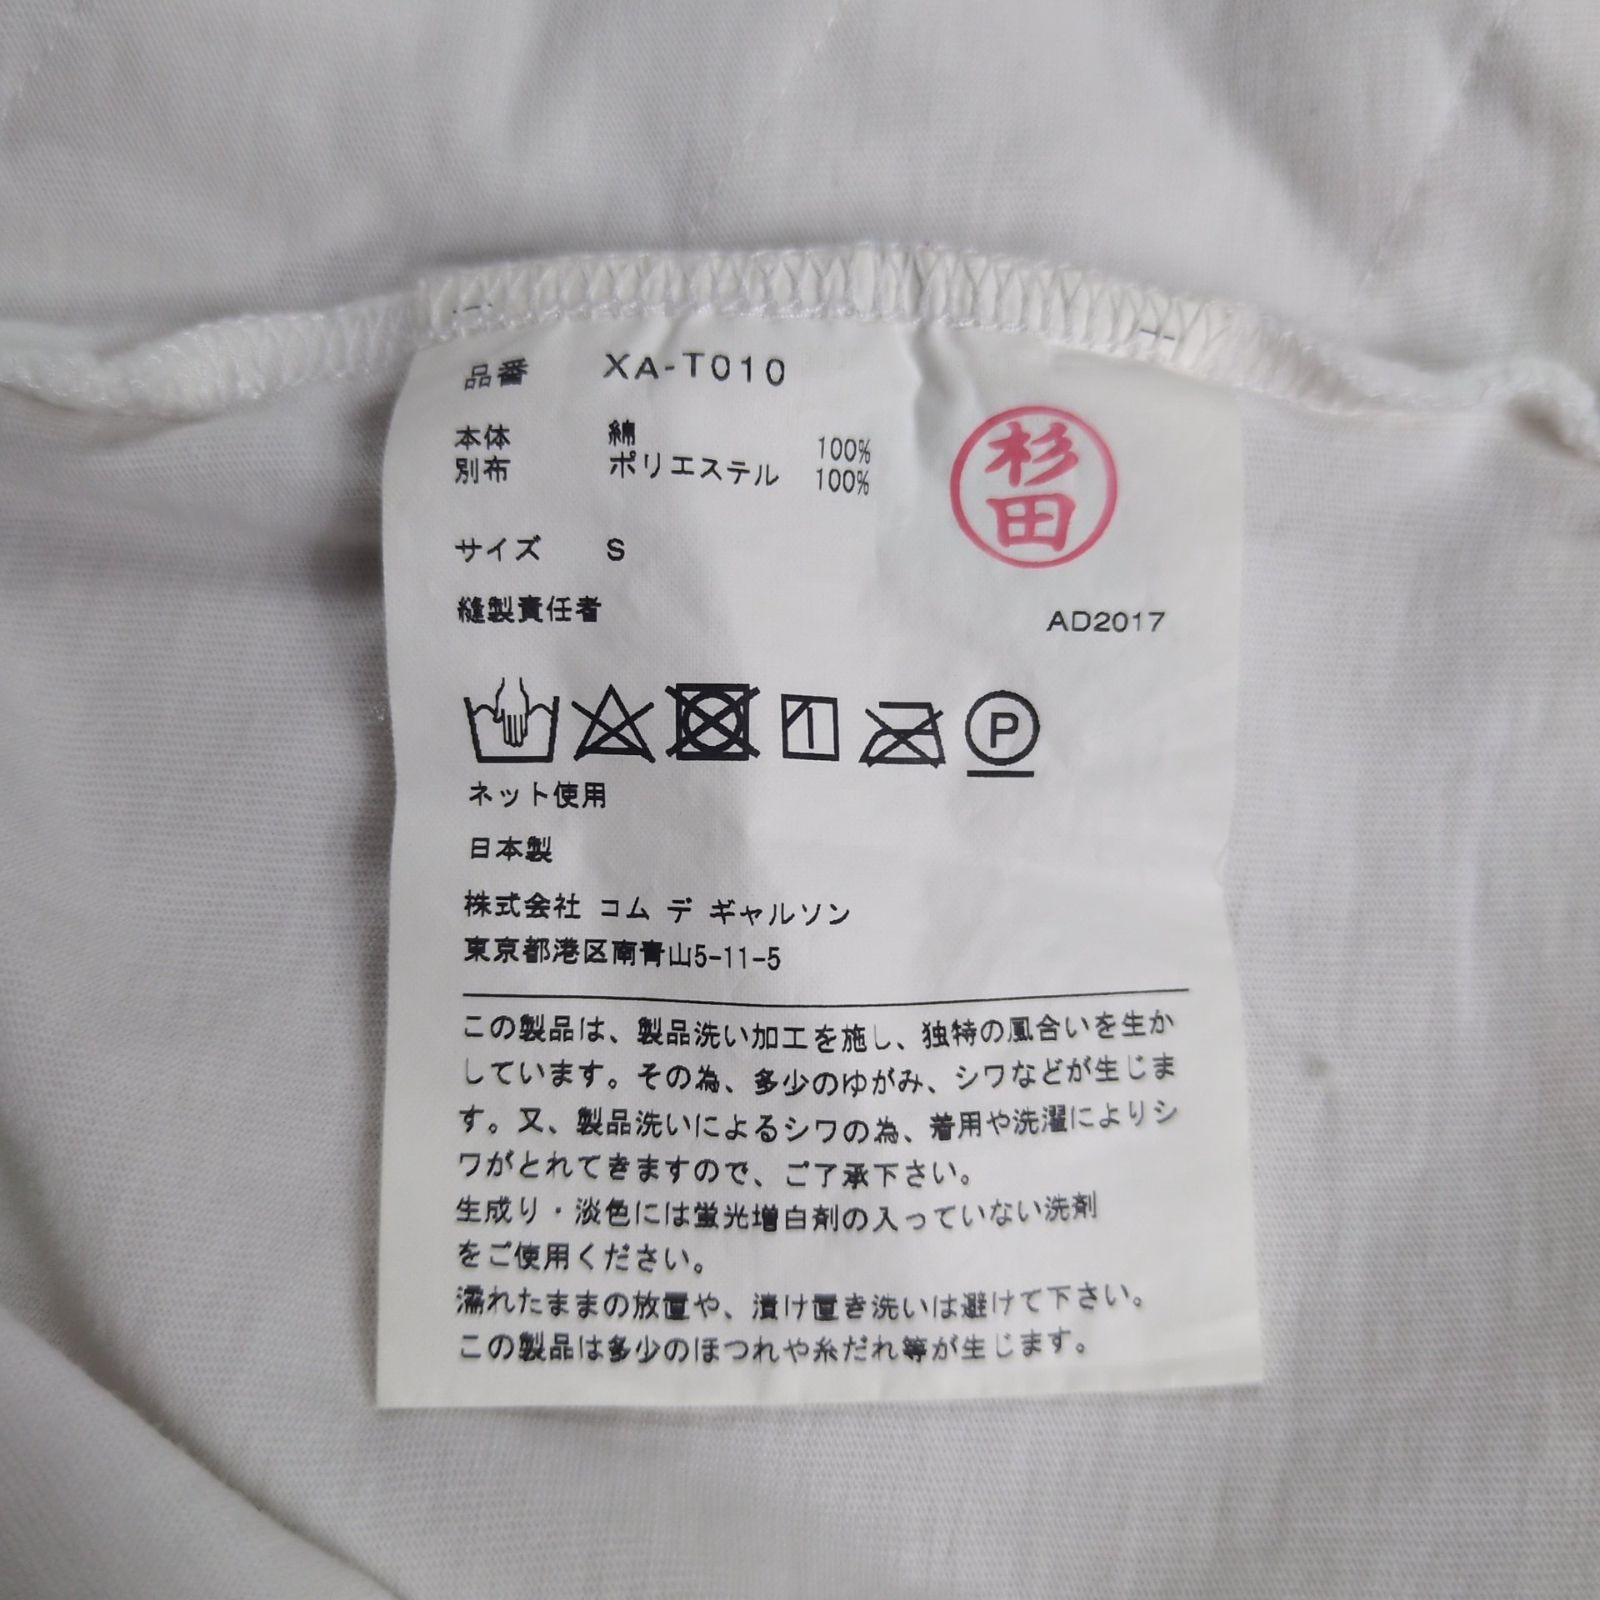 品番 XA-T010
本体 綿 100%
別布 ポリエステル 100%
杉田
サイズ S
縫製責任者
AD2017
P
ネット使用
日本製
株式会社 コム デ ギャルソン
東京都港区南青山5-11-5
この製品は、製品洗い加工を施し、独特の風合いを生か
しています。その為、多少のゆがみ、シワなどが生じま
す。又、製品洗いによるシワの為、着用や洗濯によりシ
ワがとれてきますので、ご了承下さい。
生成り・淡色には蛍光増白剤の入っていない洗剤
をご使用ください。
濡れたままの放置や、漬け置き洗いは避けて下さい。
この製品は多少のほつれや糸だれ等が生じます。